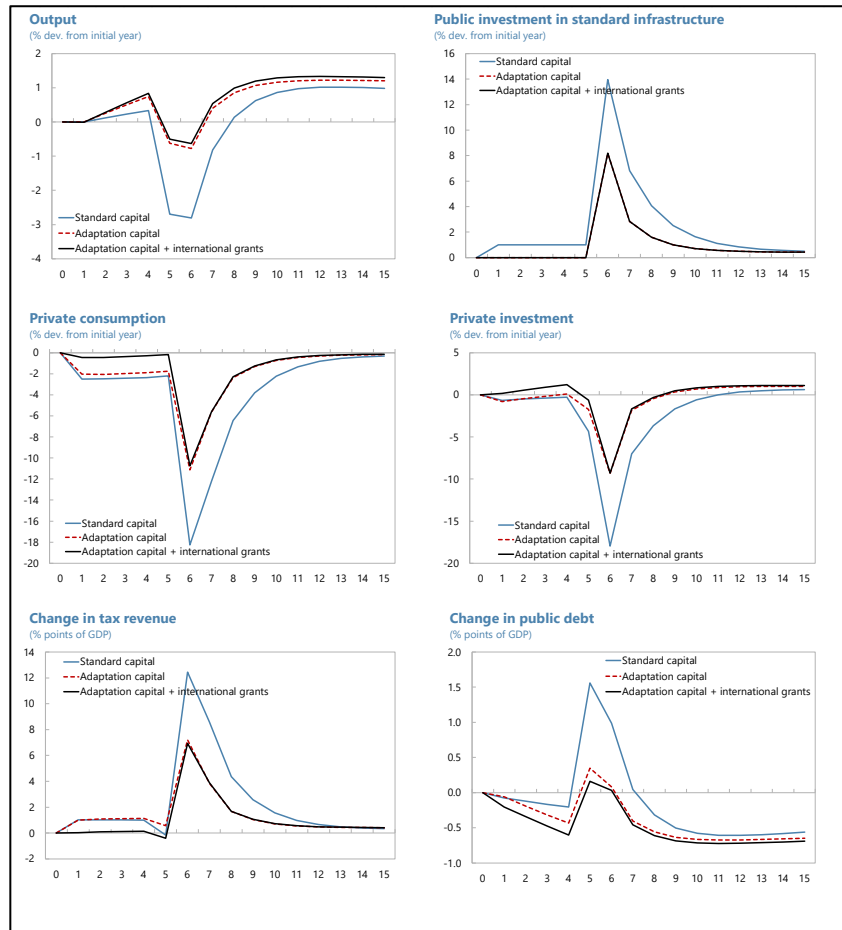 Output
(% dev. from initial year)
2
1
0
-1
-2
-3
-4
Standard capital
Adaptation capital
Adaptation capital + international grants
0 1 2 3 4 5 6 7 8 9 10 11 12 13 14 15
Public investment in standard infrastructure
(% dev. from initial year)
16
14
12
10
8
6
4
2
0
Standard capital
Adaptation capital
Adaptation capital + international grants
0 1 2 3 4 5 6 7 8 9 10 11 12 13 14 15
Private consumption
(% dev. from initial year)
0
-2
-4
-6
-8
-10
-12
-14
-16
-18
-20
Standard capital
Adaptation capital
Adaptation capital + international grants
0 1 2 3 4 5 6 7 8 9 10 11 12 13 14 15
Private investment
(% dev. from initial year)
5
0
-5
-10
-15
-20
Standard capital
Adaptation capital
Adaptation capital + international grants
0 1 2 3 4 5 6 7 8 9 10 11 12 13 14 15
Change in tax revenue
(% points of GDP)
14
12
10
8
6
4
2
0
-2
Standard capital
Adaptation capital
Adaptation capital + international grants
0 1 2 3 4 5 6 7 8 9 10 11 12 13 14 15
Change in public debt
(% points of GDP)
2.0
1.5
1.0
0.5
0.0
-0.5
-1.0
Standard capital
Adaptation capital
Adaptation capital + international grants
0 1 2 3 4 5 6 7 8 9 10 11 12 13 14 15